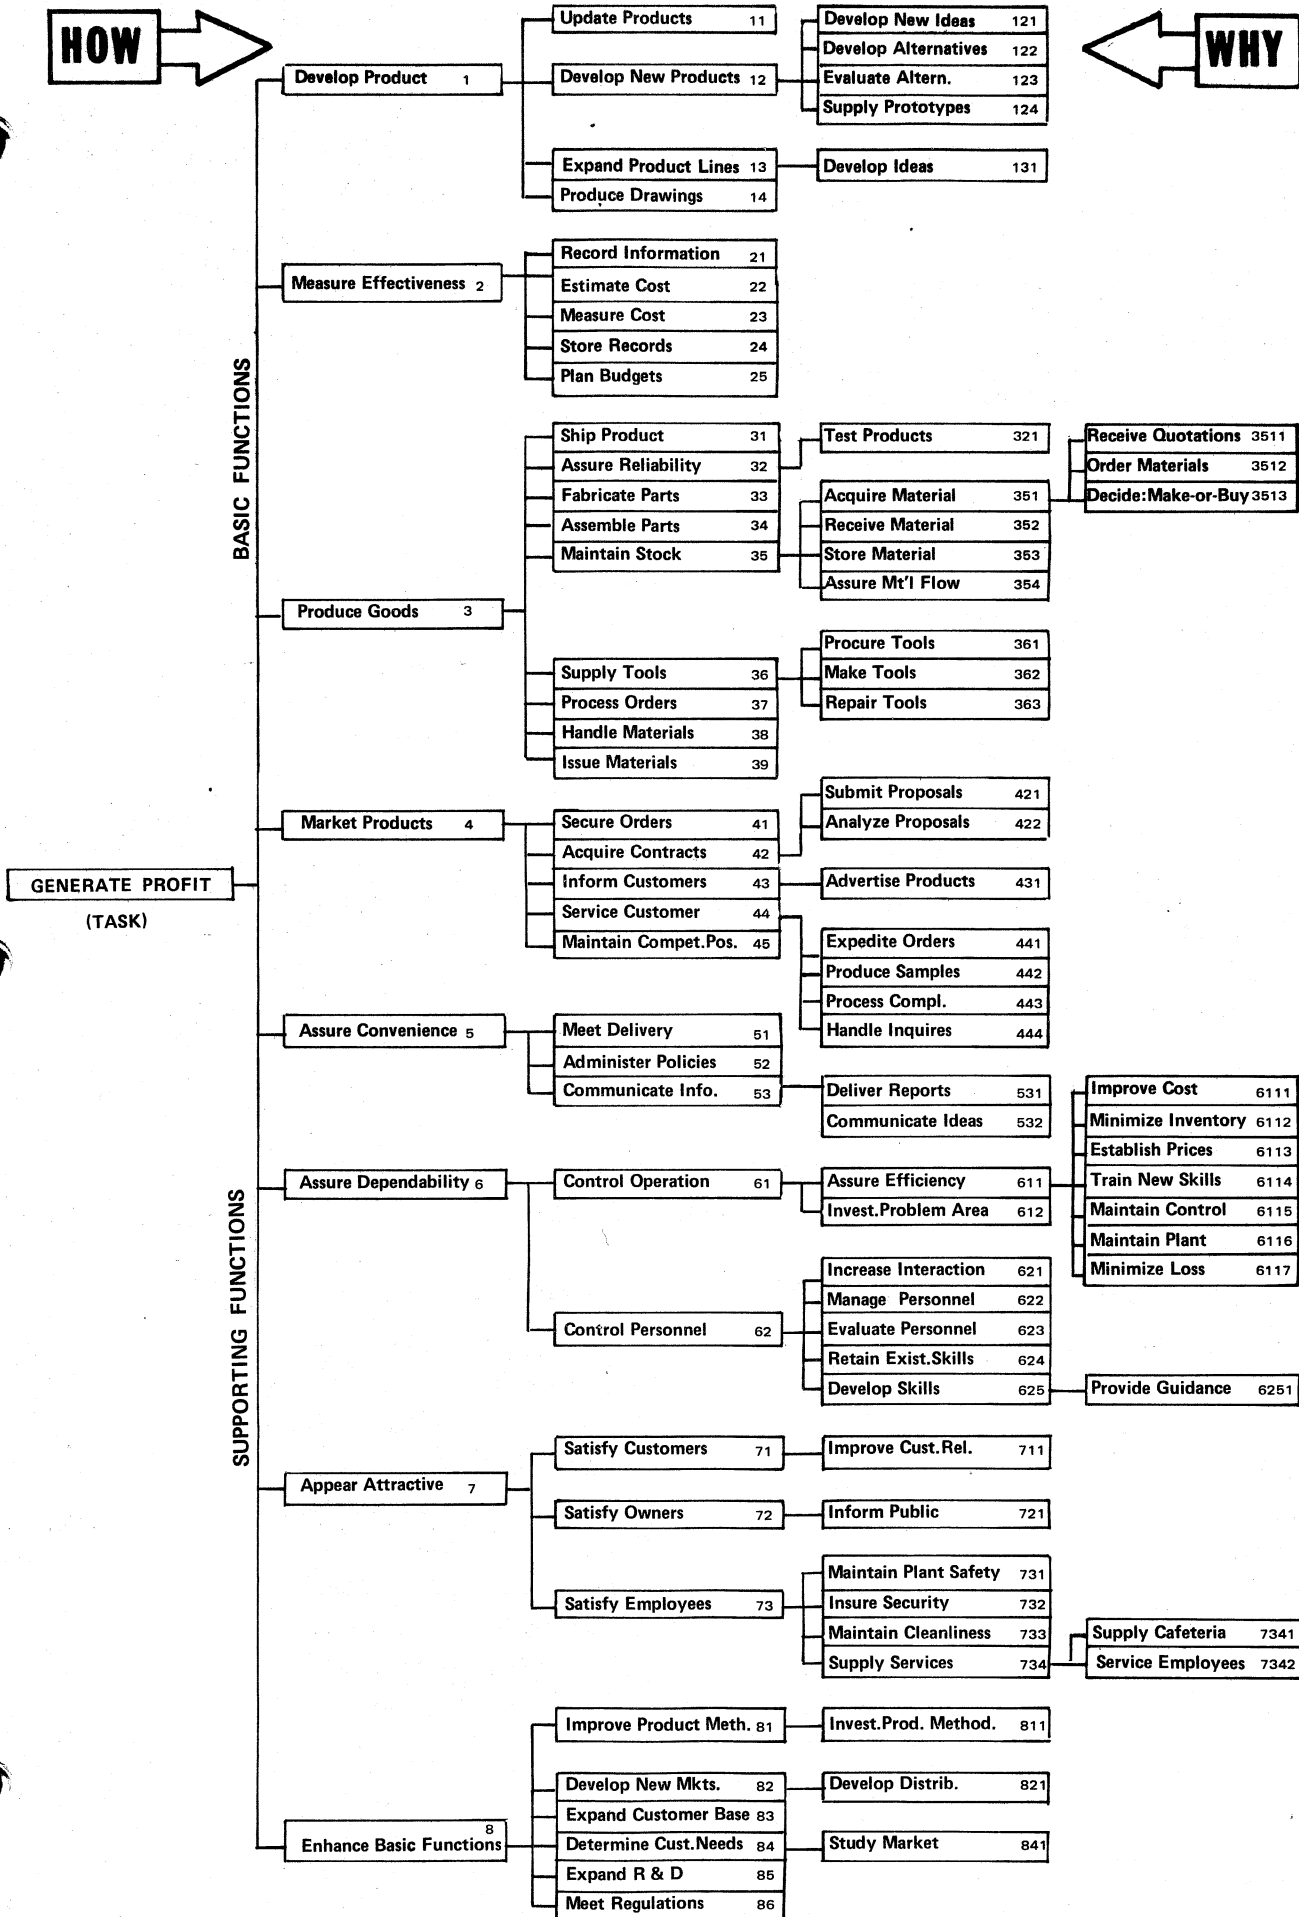 HOW
WHY
BASIC FUNCTIONS
SUPPORTING FUNCTIONS
GENERATE PROFIT
(TASK)
Develop Product 1
Update Products 11
Develop New Products 12
Develop New Ideas 121
Develop Alternatives 122
Evaluate Altern. 123
Supply Prototypes 124
Expand Product Lines 13
Develop Ideas 131
Produce Drawings 14
Measure Effectiveness 2
Record Information 21
Estimate Cost 22
Measure Cost 23
Store Records 24
Plan Budgets 25
Produce Goods 3
Ship Product 31
Assure Reliability 32
Test Products 321
Fabricate Parts 33
Assemble Parts 34
Maintain Stock 35
Acquire Material 351
Receive Quotations 3511
Order Materials 3512
Decide:Make-or-Buy 3513
Receive Material 352
Store Material 353
Assure Mt'l Flow 354
Supply Tools 36
Procure Tools 361
Make Tools 362
Repair Tools 363
Process Orders 37
Handle Materials 38
Issue Materials 39
Market Products 4
Secure Orders 41
Acquire Contracts 42
Submit Proposals 421
Analyze Proposals 422
Inform Customers 43
Advertise Products 431
Service Customer 44
Expedite Orders 441
Produce Samples 442
Process Compl. 443
Handle Inquires 444
Maintain Compet.Pos. 45
Assure Convenience 5
Meet Delivery 51
Administer Policies 52
Communicate Info. 53
Deliver Reports 531
Communicate Ideas 532
Assure Dependability 6
Control Operation 61
Assure Efficiency 611
Improve Cost 6111
Minimize Inventory 6112
Establish Prices 6113
Train New Skills 6114
Maintain Control 6115
Maintain Plant 6116
Minimize Loss 6117
Invest.Problem Area 612
Control Personnel 62
Increase Interaction 621
Manage Personnel 622
Evaluate Personnel 623
Retain Exist.Skills 624
Develop Skills 625
Provide Guidance 6251
Appear Attractive 7
Satisfy Customers 71
Improve Cust.Rel. 711
Satisfy Owners 72
Inform Public 721
Satisfy Employees 73
Maintain Plant Safety 731
Insure Security 732
Maintain Cleanliness 733
Supply Services 734
Supply Cafeteria 7341
Service Employees 7342
8
Enhance Basic Functions
Improve Product Meth. 81
Invest.Prod. Method. 811
Develop New Mkts. 82
Develop Distrib. 821
Expand Customer Base 83
Determine Cust.Needs 84
Study Market 841
Expand R & D 85
Meet Regulations 86